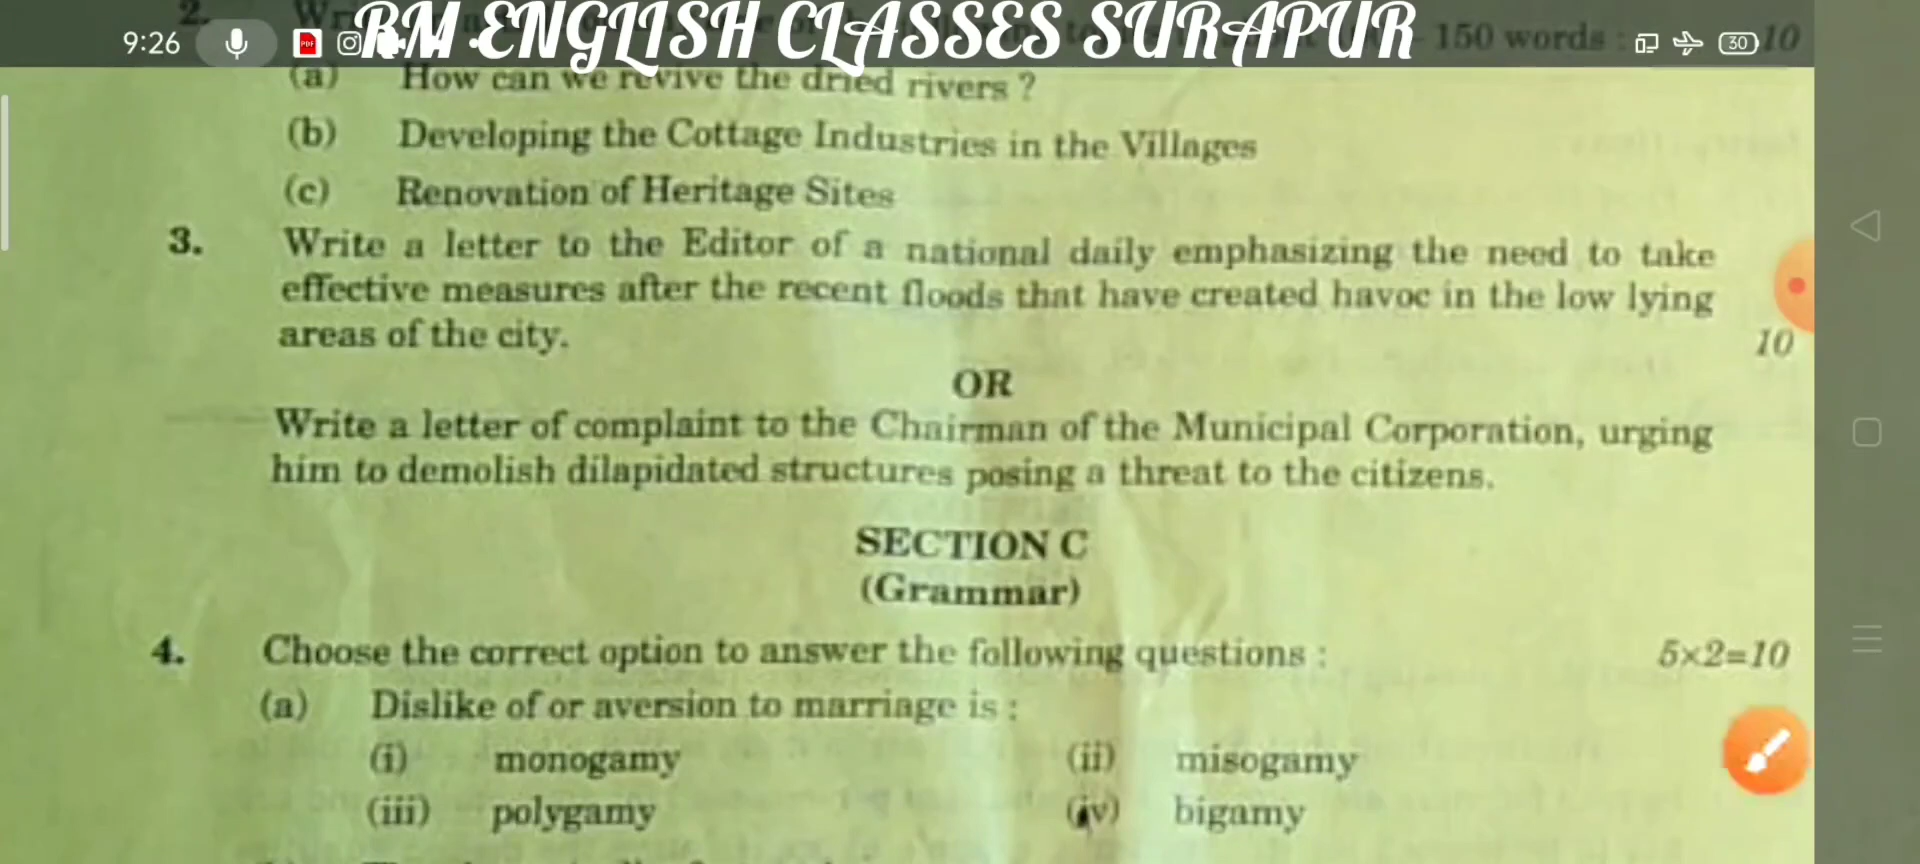 2.
RM ENGLISH CLASSES SURAPUR
9:26
PDF
150 words :
30
10
(a) How can we revive the dried rivers ?
(b) Developing the Cottage Industries in the Villages
(c) Renovation of Heritage Sites
3. Write a letter to the Editor of a national daily emphasizing the need to take
effective measures after the recent floods that have created havoc in the low lying
areas of the city.
10
OR
Write a letter of complaint to the Chairman of the Municipal Corporation, urging
him to demolish dilapidated structures posing a threat to the citizens.
SECTION C
(Grammar)
4. Choose the correct option to answer the following questions : 5×2=10
(a) Dislike of or aversion to marriage is :
(i) monogamy (ii) misogamy
(iii) polygamy (iv) bigamy